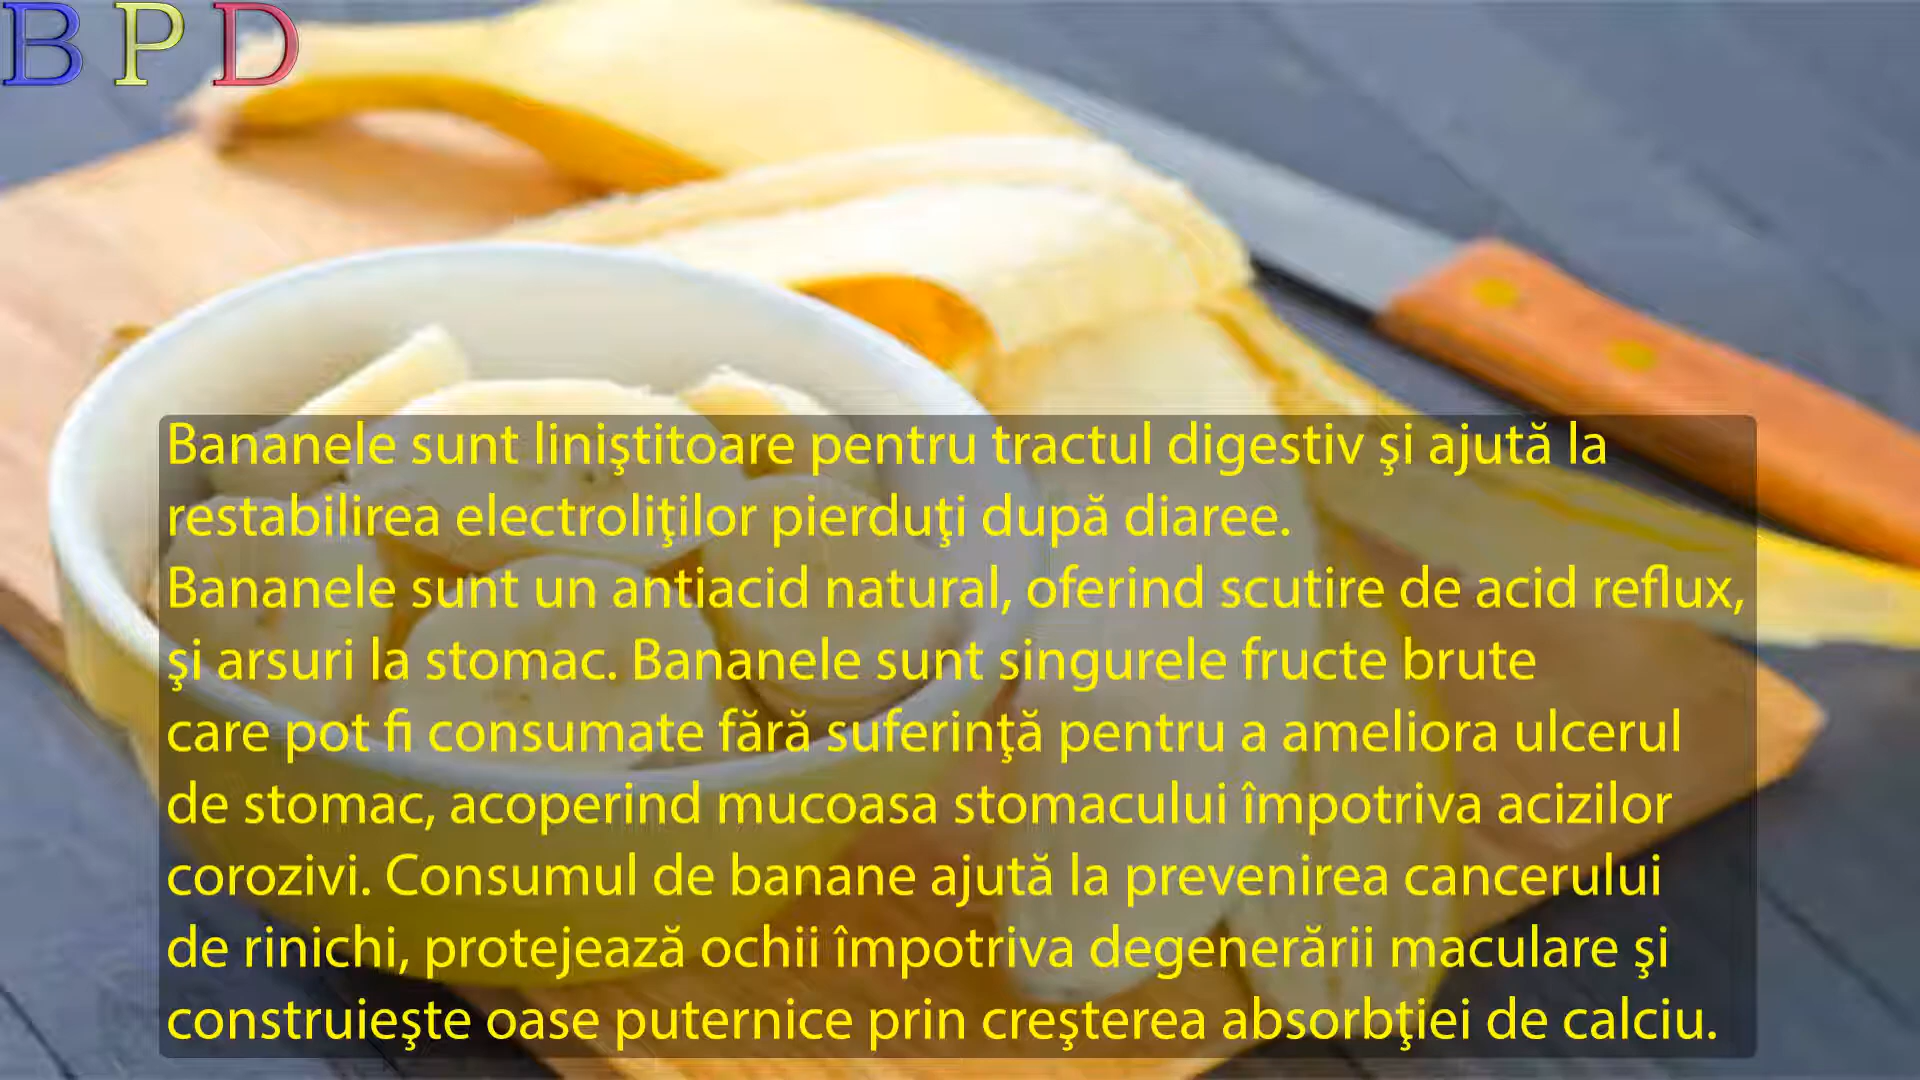 B P D
Bananele sunt liniştitoare pentru tractul digestiv şi ajută la
restabilirea electroliţilor pierduţi după diaree.
Bananele sunt un antiacid natural, oferind scutire de acid reflux,
şi arsuri la stomac. Bananele sunt singurele fructe brute
care pot fi consumate fără suferinţă pentru a ameliora ulcerul
de stomac, acoperind mucoasa stomacului împotriva acizilor
corozivi. Consumul de banane ajută la prevenirea cancerului
de rinichi, protejează ochii împotriva degenerării maculare şi
construieşte oase puternice prin creşterea absorbţiei de calciu.